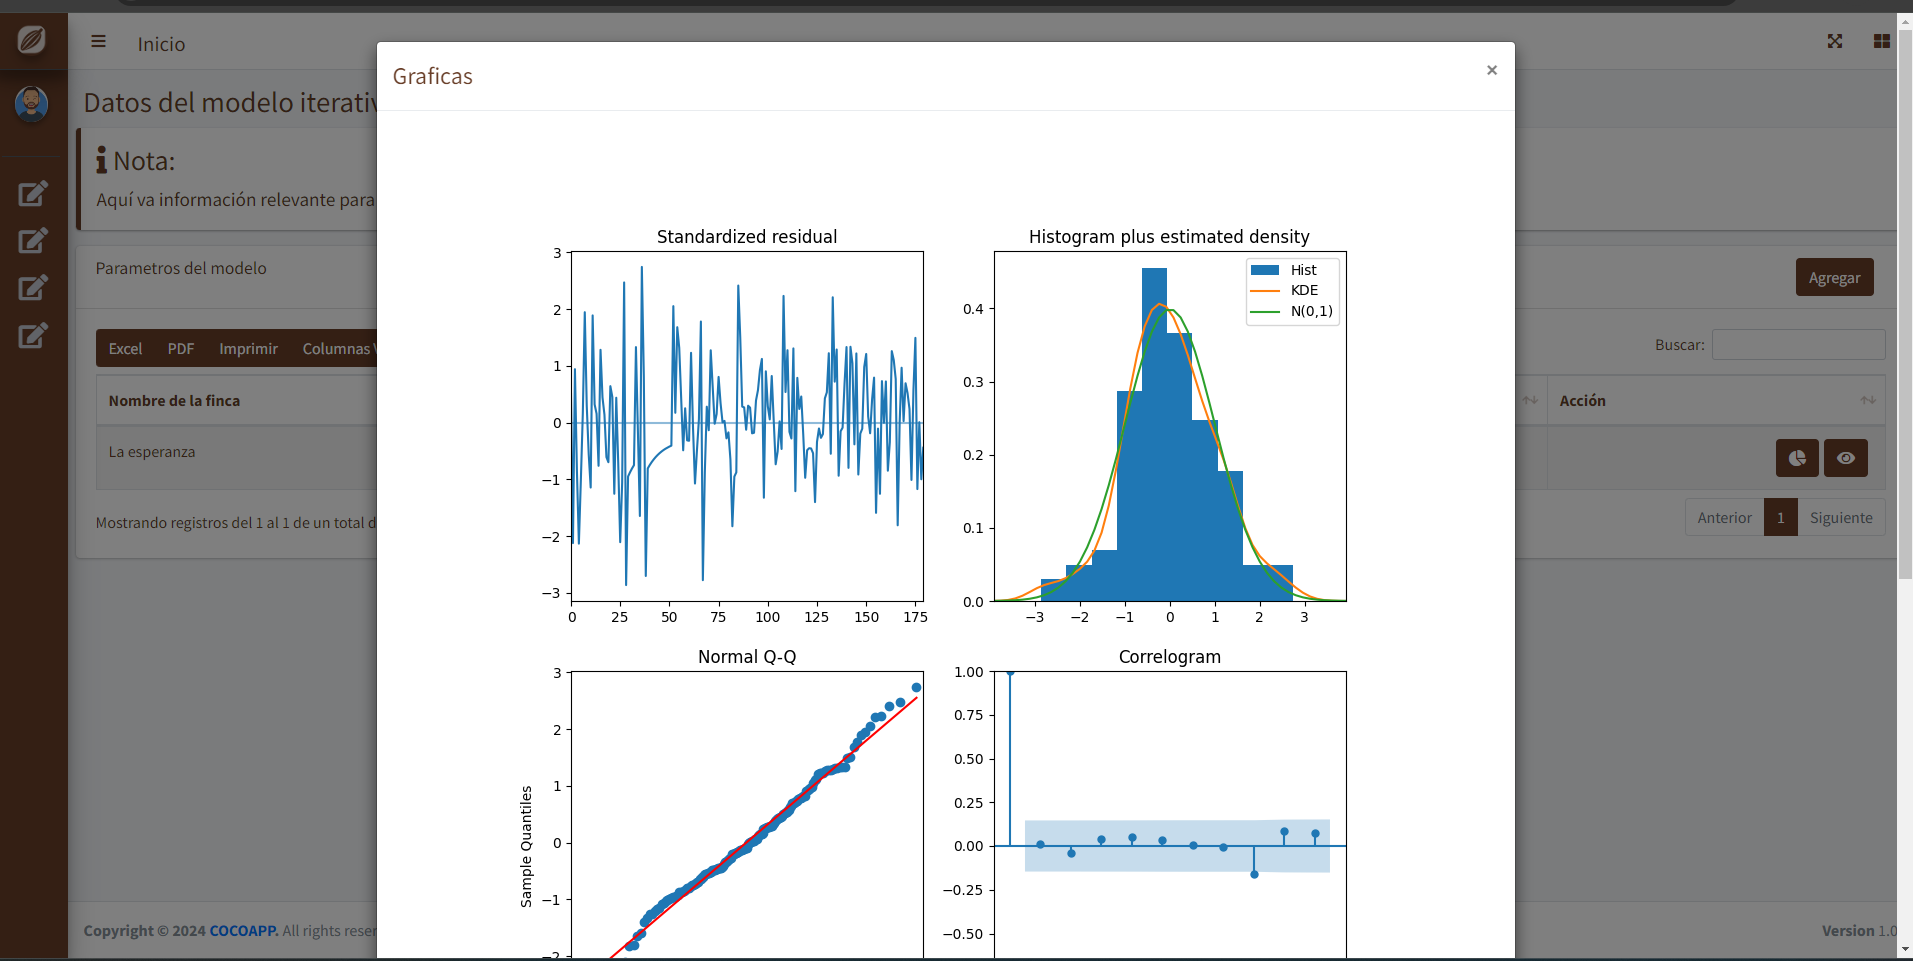 Inicio
Graficas
×
Datos del modelo iterativ
Nota:
Aquí va información relevante para
Parametros del modelo
Agregar
Excel PDF Imprimir Columnas V
Buscar:
Nombre de la finca
Acción
La esperanza
Mostrando registros del 1 al 1 de un total d
Anterior 1 Siguiente
Standardized residual
3
2
1
0
−1
−2
−3
0 25 50 75 100 125 150 175
Histogram plus estimated density
Hist
KDE
N(0,1)
0.4
0.3
0.2
0.1
0.0
−3 −2 −1 0 1 2 3
Normal Q-Q
Sample Quantiles
3
2
1
0
−1
−2
Correlogram
1.00
0.75
0.50
0.25
0.00
−0.25
−0.50
Copyright © 2024 COCOAPP. All rights reser
Version 1.0